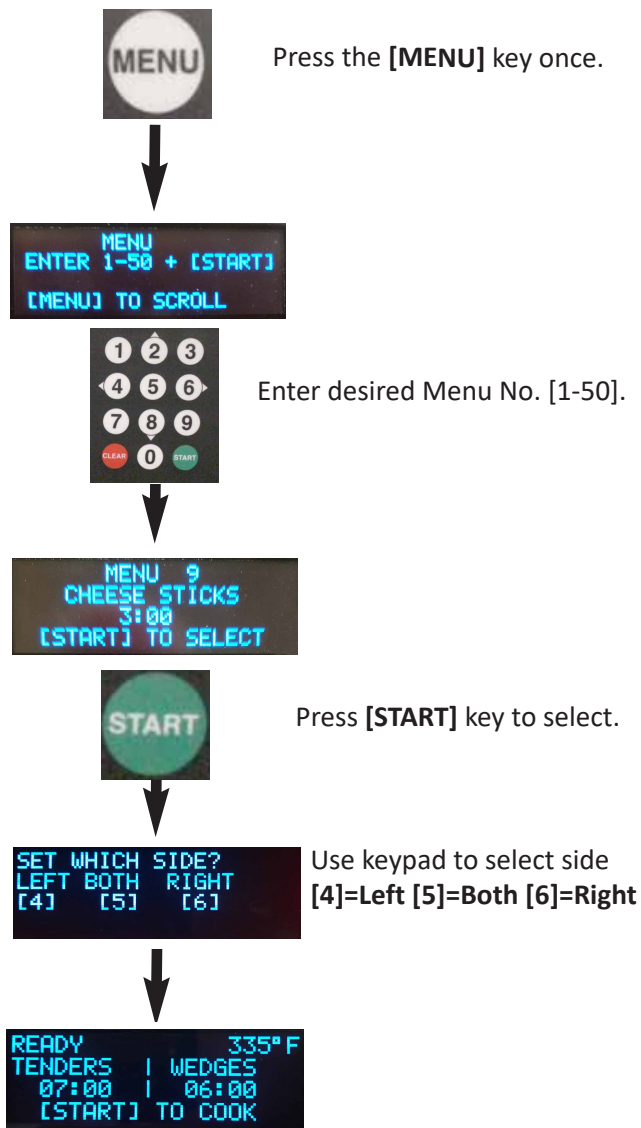 MENU
Press the [MENU] key once.
MENU
ENTER 1-50 + [START]
[MENU] TO SCROLL
1 2 3
4 5 6
7 8 9
CLEAR 0 START
Enter desired Menu No. [1-50].
MENU 9
CHEESE STICKS
3:00
[START] TO SELECT
START
Press [START] key to select.
SET WHICH SIDE?
LEFT BOTH RIGHT
[4] [5] [6]
Use keypad to select side
[4]=Left [5]=Both [6]=Right
READY 335°F
TENDERS | WEDGES
07:00 | 06:00
[START] TO COOK